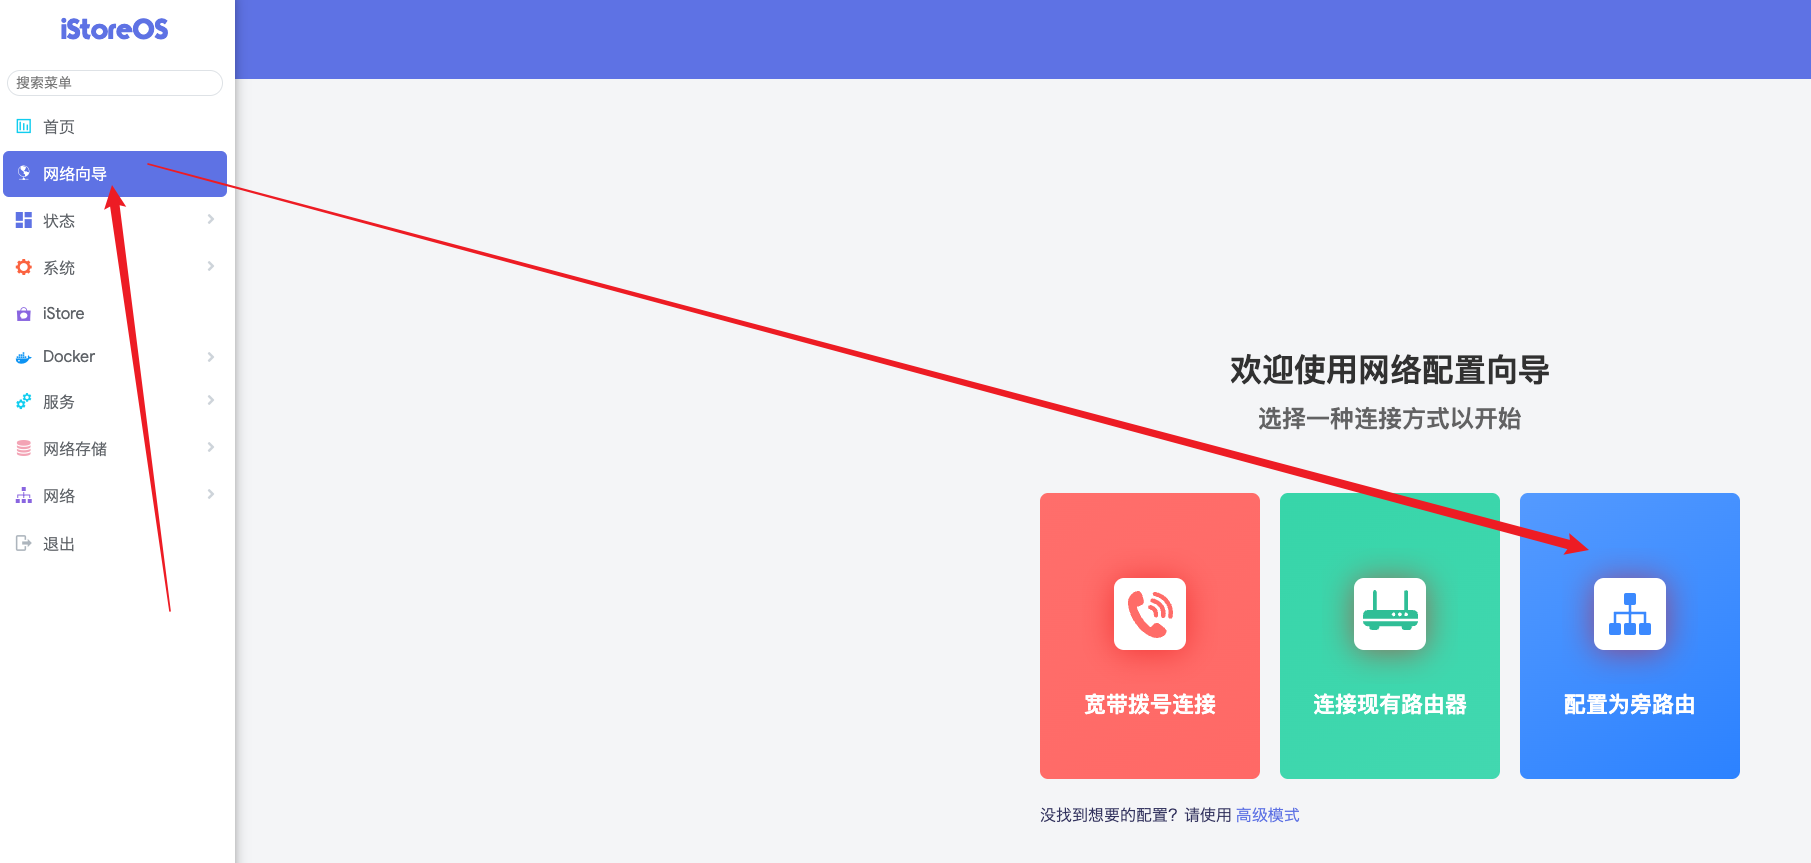 iStoreOS
搜索菜单
首页
网络向导
状态
系统
iStore
Docker
服务
网络存储
网络
退出
欢迎使用网络配置向导
选择一种连接方式以开始
宽带拨号连接
连接现有路由器
配置为旁路由
没找到想要的配置？请使用 高级模式